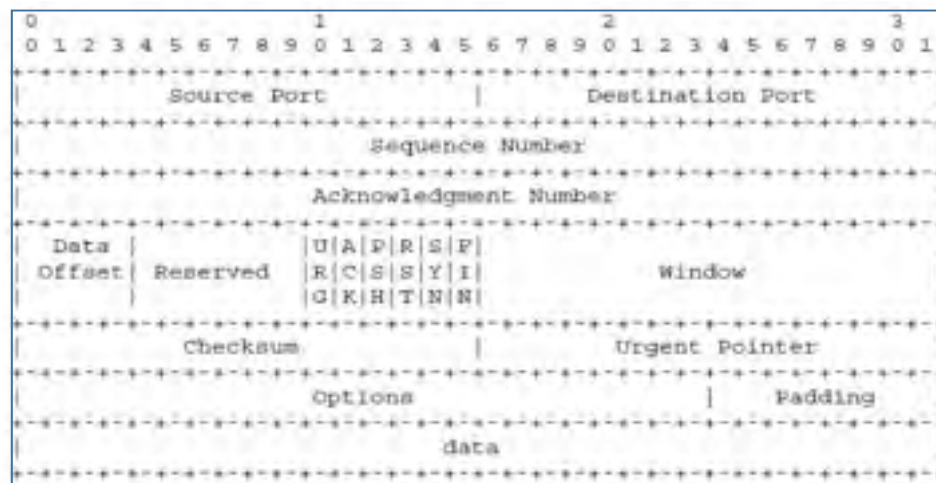 0                   1                   2                   3
0 1 2 3 4 5 6 7 8 9 0 1 2 3 4 5 6 7 8 9 0 1 2 3 4 5 6 7 8 9 0 1
+-+-+-+-+-+-+-+-+-+-+-+-+-+-+-+-+-+-+-+-+-+-+-+-+-+-+-+-+-+-+-+-
| Source Port | Destination Port
+-+-+-+-+-+-+-+-+-+-+-+-+-+-+-+-+-+-+-+-+-+-+-+-+-+-+-+-+-+-+-+-
| Sequence Number
+-+-+-+-+-+-+-+-+-+-+-+-+-+-+-+-+-+-+-+-+-+-+-+-+-+-+-+-+-+-+-+-
| Acknowledgment Number
+-+-+-+-+-+-+-+-+-+-+-+-+-+-+-+-+-+-+-+-+-+-+-+-+-+-+-+-+-+-+-+-
| Data | |U|A|P|R|S|F|
| Offset| Reserved |R|C|S|S|Y|I| Window
| | |G|K|H|T|N|N|
+-+-+-+-+-+-+-+-+-+-+-+-+-+-+-+-+-+-+-+-+-+-+-+-+-+-+-+-+-+-+-+-
| Checksum | Urgent Pointer
+-+-+-+-+-+-+-+-+-+-+-+-+-+-+-+-+-+-+-+-+-+-+-+-+-+-+-+-+-+-+-+-
| Options | Padding
+-+-+-+-+-+-+-+-+-+-+-+-+-+-+-+-+-+-+-+-+-+-+-+-+-+-+-+-+-+-+-+-
| data
+-+-+-+-+-+-+-+-+-+-+-+-+-+-+-+-+-+-+-+-+-+-+-+-+-+-+-+-+-+-+-+-